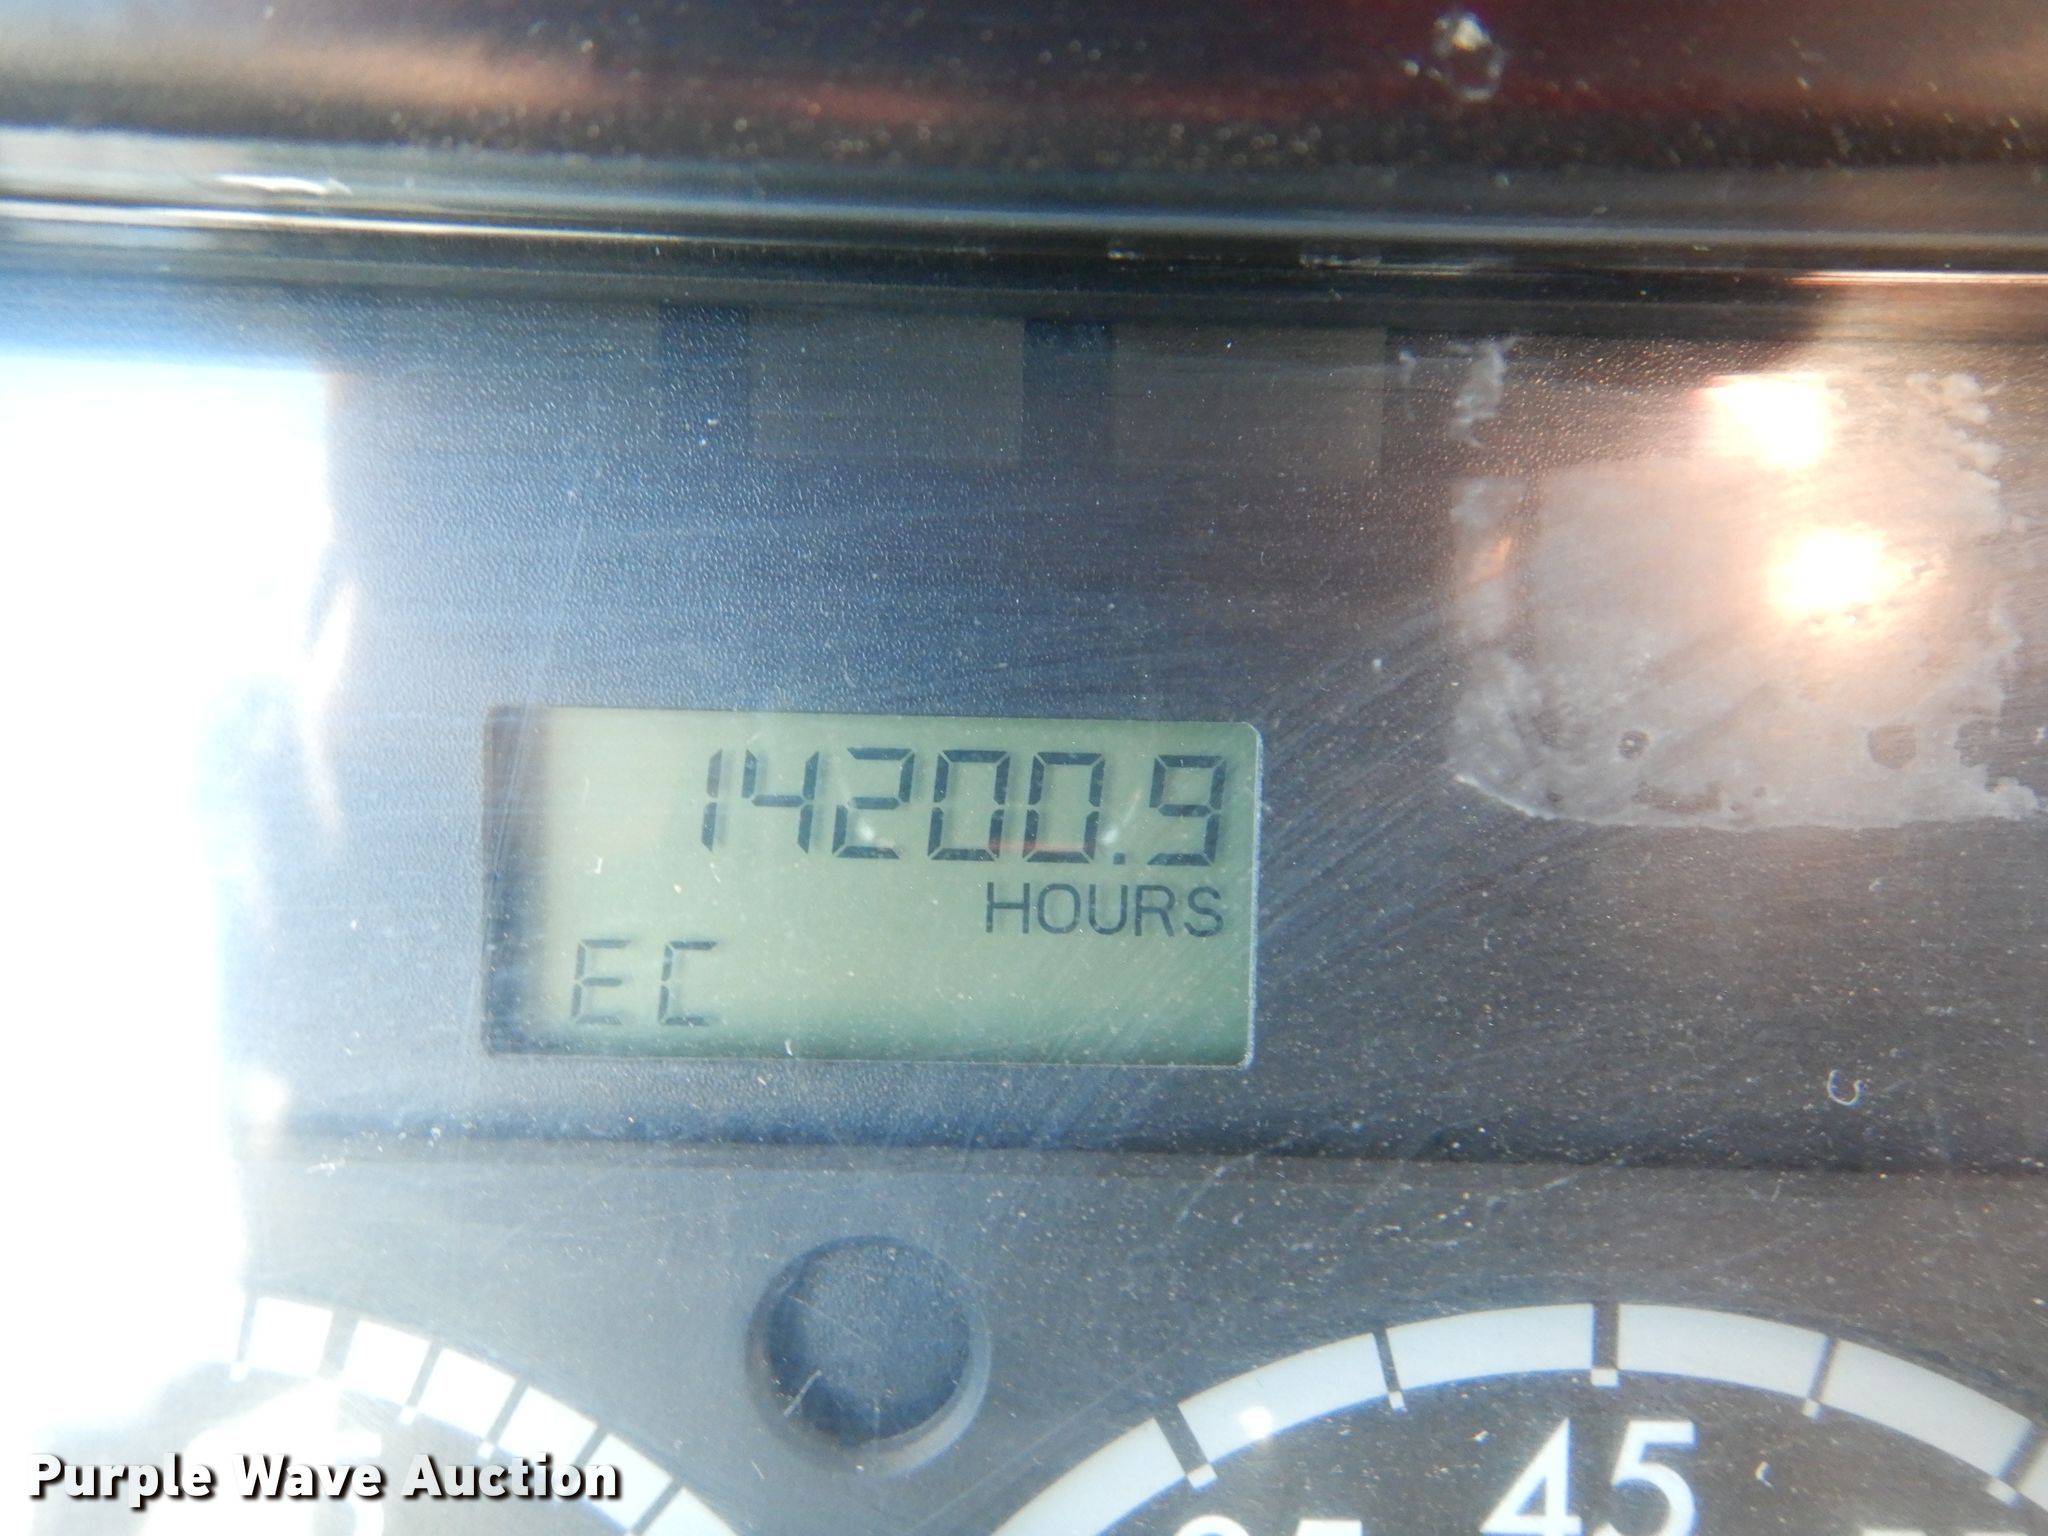 14200.9
HOURS
EC
45
Purple Wave Auction